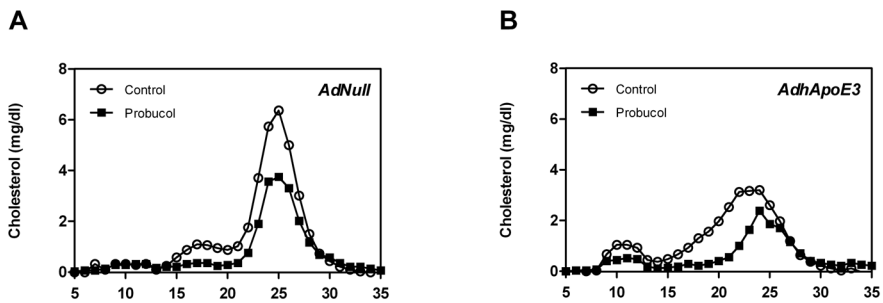 A
Cholesterol (mg/dl)
8
6
4
2
0
Control
Probucol
AdNull
5 10 15 20 25 30 35
B
Cholesterol (mg/dl)
8
6
4
2
0
Control
Probucol
AdhApoE3
5 10 15 20 25 30 35